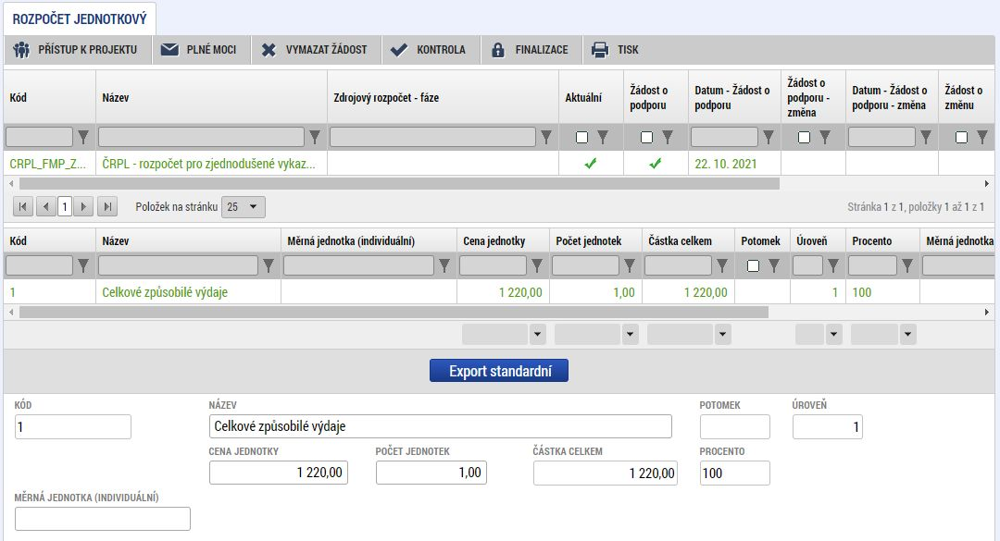 ROZPOČET JEDNOTKOVÝ
PŘÍSTUP K PROJEKTU PLNÉ MOCI VYMAZAT ŽÁDOST KONTROLA FINALIZACE TISK
Kód Název Zdrojový rozpočet - fáze Aktuální Žádost o podporu Datum - Žádost o podporu Žádost o podporu - změna Datum - Žádost o podporu - změna Žádost o změnu
CRPL_FMP_Z... ČRPL - rozpočet pro zjednodušené vykaz... 22. 10. 2021
1 Položek na stránku 25 Stránka 1 z 1, položky 1 až 1 z 1
Kód Název Měrná jednotka (individuální) Cena jednotky Počet jednotek Částka celkem Potomek Úroveň Procento Měrná jednotka
1 Celkové způsobilé výdaje 1 220,00 1,00 1 220,00 1 100
Export standardní
KÓD NÁZEV POTOMEK ÚROVEŇ
1 Celkové způsobilé výdaje 1
CENA JEDNOTKY POČET JEDNOTEK ČÁSTKA CELKEM PROCENTO
1 220,00 1,00 1 220,00 100
MĚRNÁ JEDNOTKA (INDIVIDUÁLNÍ)